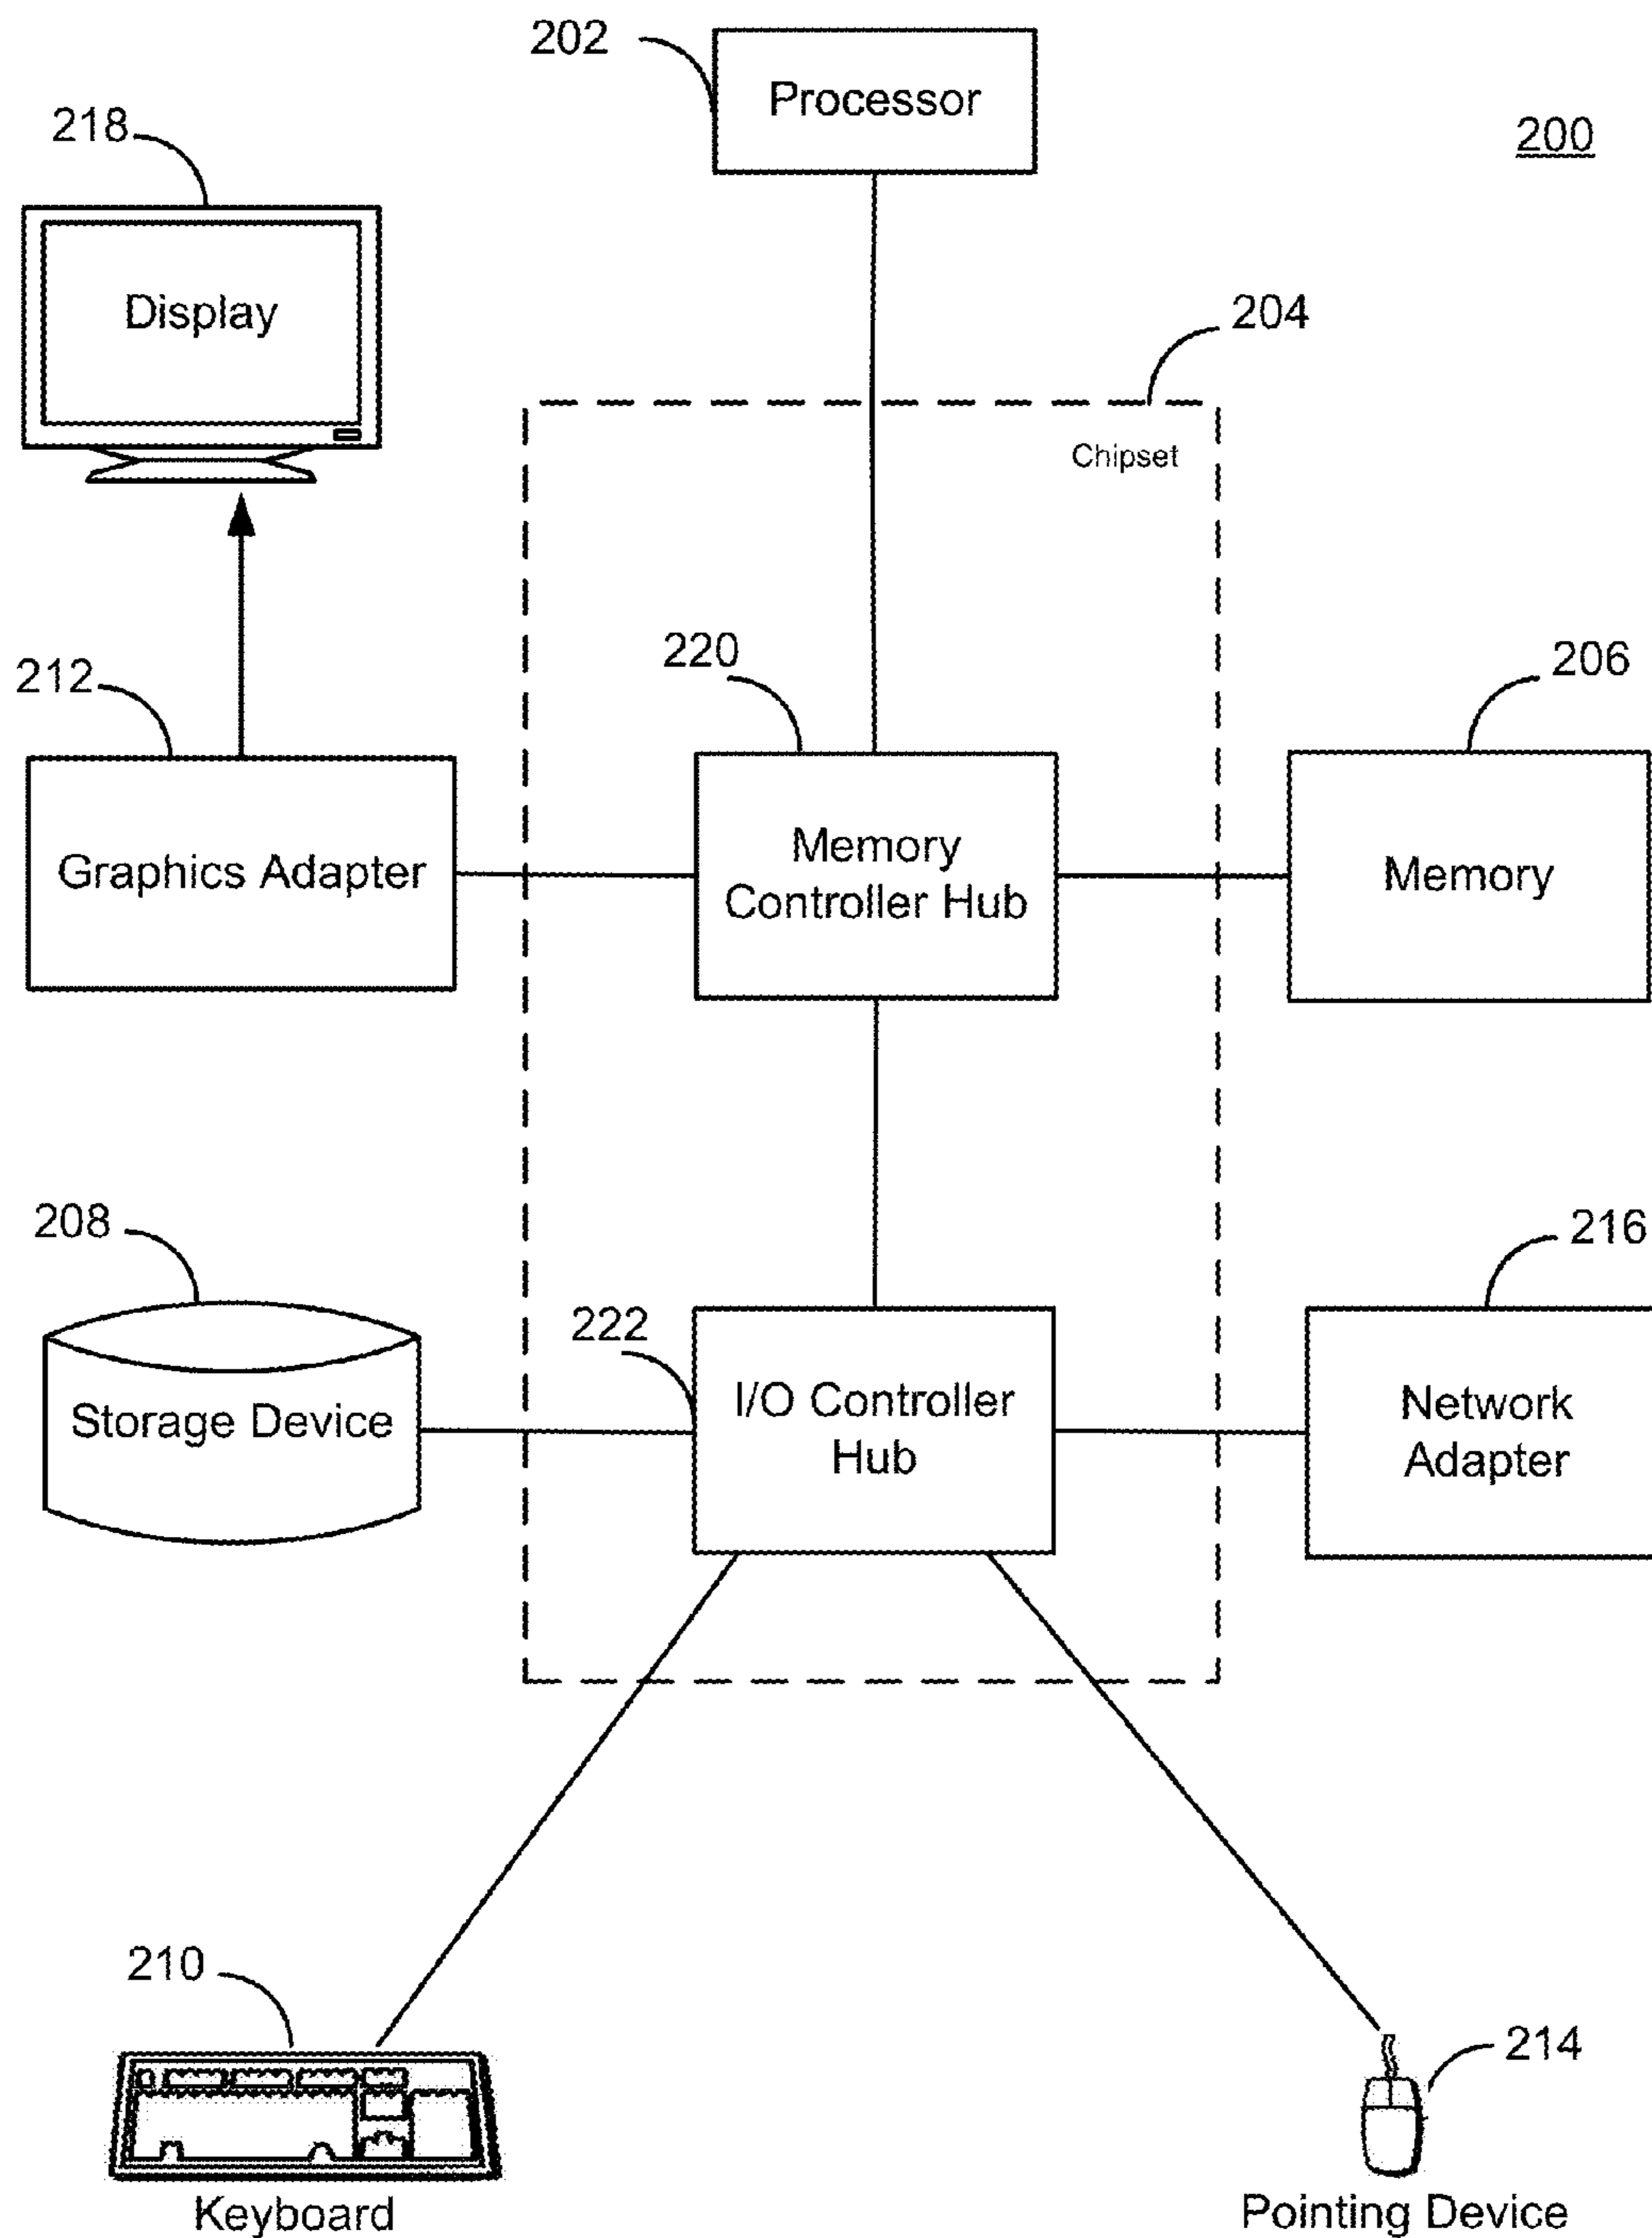 202
Processor
200
218
Display
204
Chipset
220
206
212
Memory
Controller Hub
Graphics Adapter
Memory
208
216
222
I/O Controller
Hub
Storage Device
Network
Adapter
210
214
Keyboard
Pointing Device